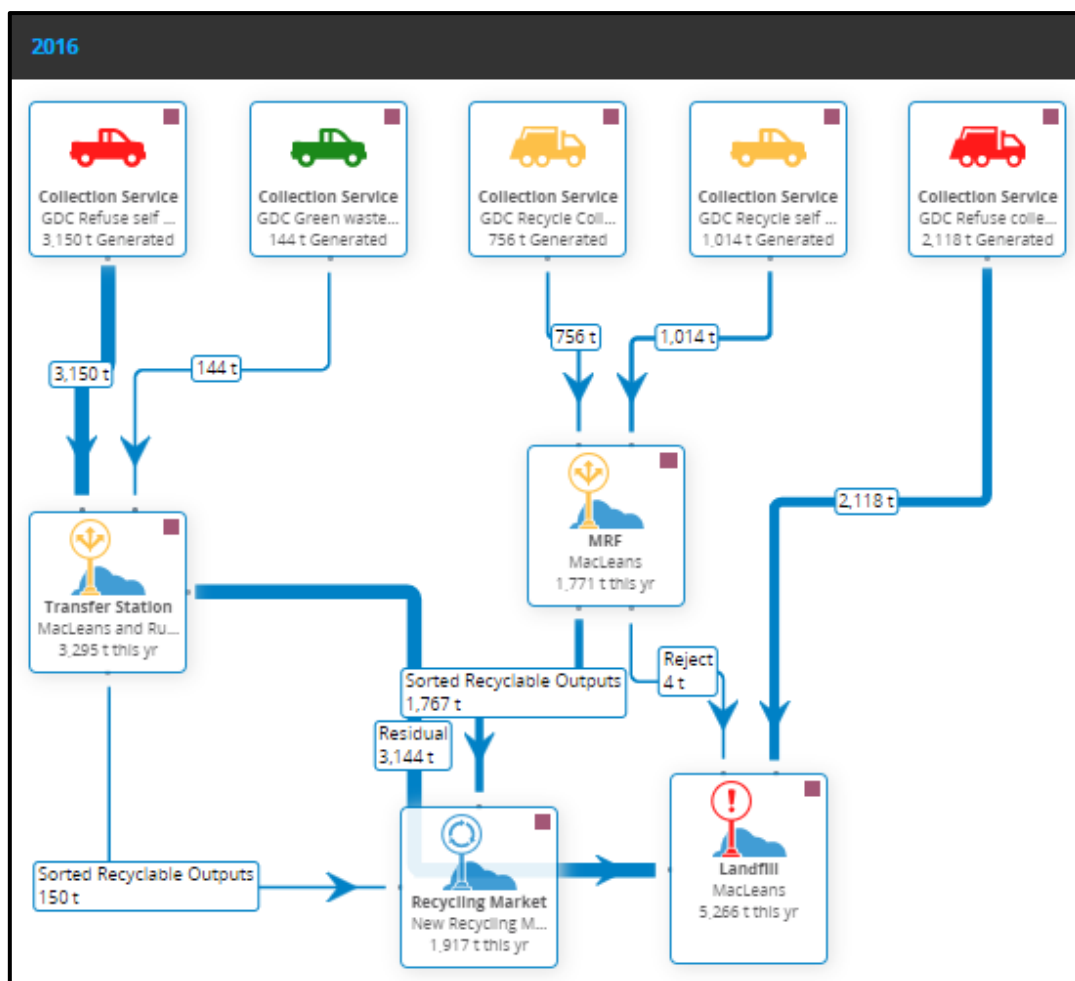 2016
Collection Service
GDC Refuse self ...
3,150 t Generated
Collection Service
GDC Green waste...
144 t Generated
Collection Service
GDC Recycle Coll...
756 t Generated
Collection Service
GDC Recycle self ...
1,014 t Generated
Collection Service
GDC Refuse colle...
2,118 t Generated
3,150 t
144 t
756 t
1,014 t
2,118 t
MRF
MacLeans
1,771 t this yr
Transfer Station
MacLeans and Ru...
3,295 t this yr
Sorted Recyclable Outputs
1,767 t
Reject
4 t
Residual
3,144 t
Sorted Recyclable Outputs
150 t
Recycling Market
New Recycling M...
1,917 t this yr
Landfill
MacLeans
5,266 t this yr